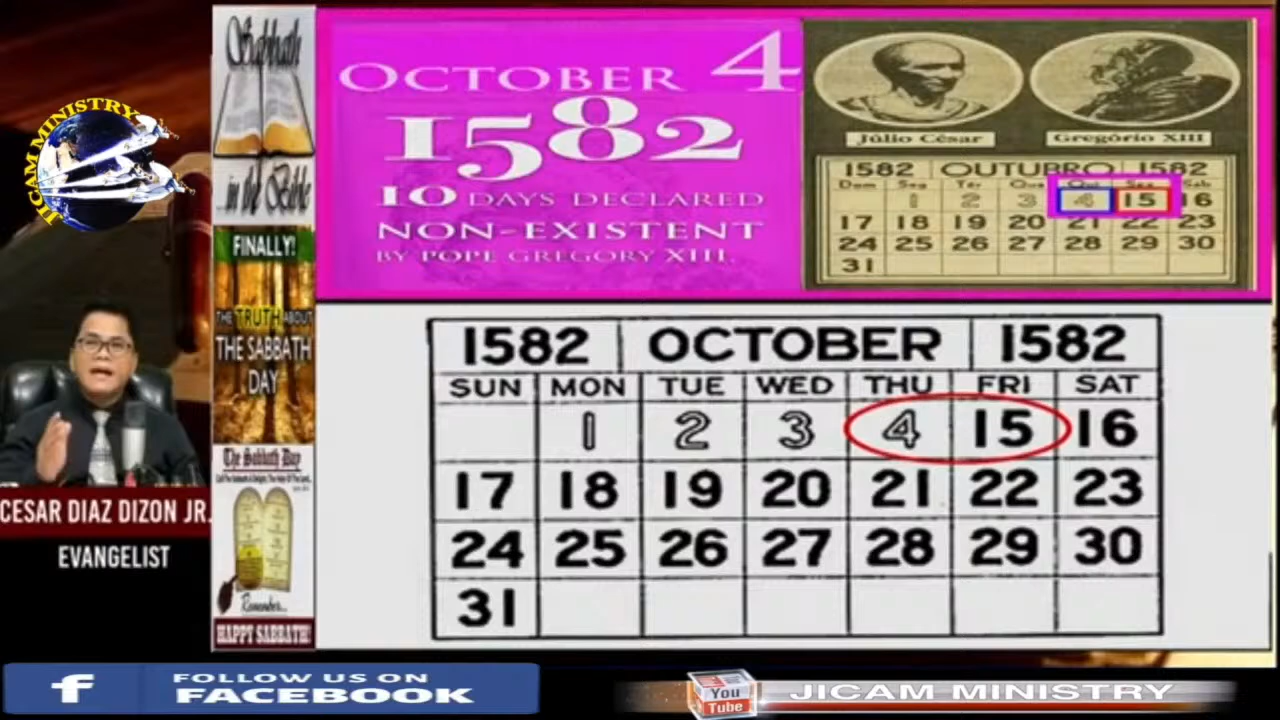 JICAM MINISTRY
CESAR DIAZ DIZON JR.
EVANGELIST
Sabbath
in the Bible
FINALLY!
THE TRUTH ABOUT
THE SABBATH
DAY
The Sabbath Day
Remember...
HAPPY SABBATH!
OCTOBER 4
1582
10 DAYS DECLARED
NON-EXISTENT
BY POPE GREGORY XIII.
Júlio César Gregório XIII
1582 OUTUBRO 1582
Dom Seg Ter Qua Qui Sex Sab
1 2 3 4 15 16
17 18 19 20 21 22 23
24 25 26 27 28 29 30
31
1582 OCTOBER 1582
SUN MON TUE WED THU FRI SAT
1 2 3 4 15 16
17 18 19 20 21 22 23
24 25 26 27 28 29 30
31
f FOLLOW US ON
FACEBOOK
You
Tube
JICAM MINISTRY